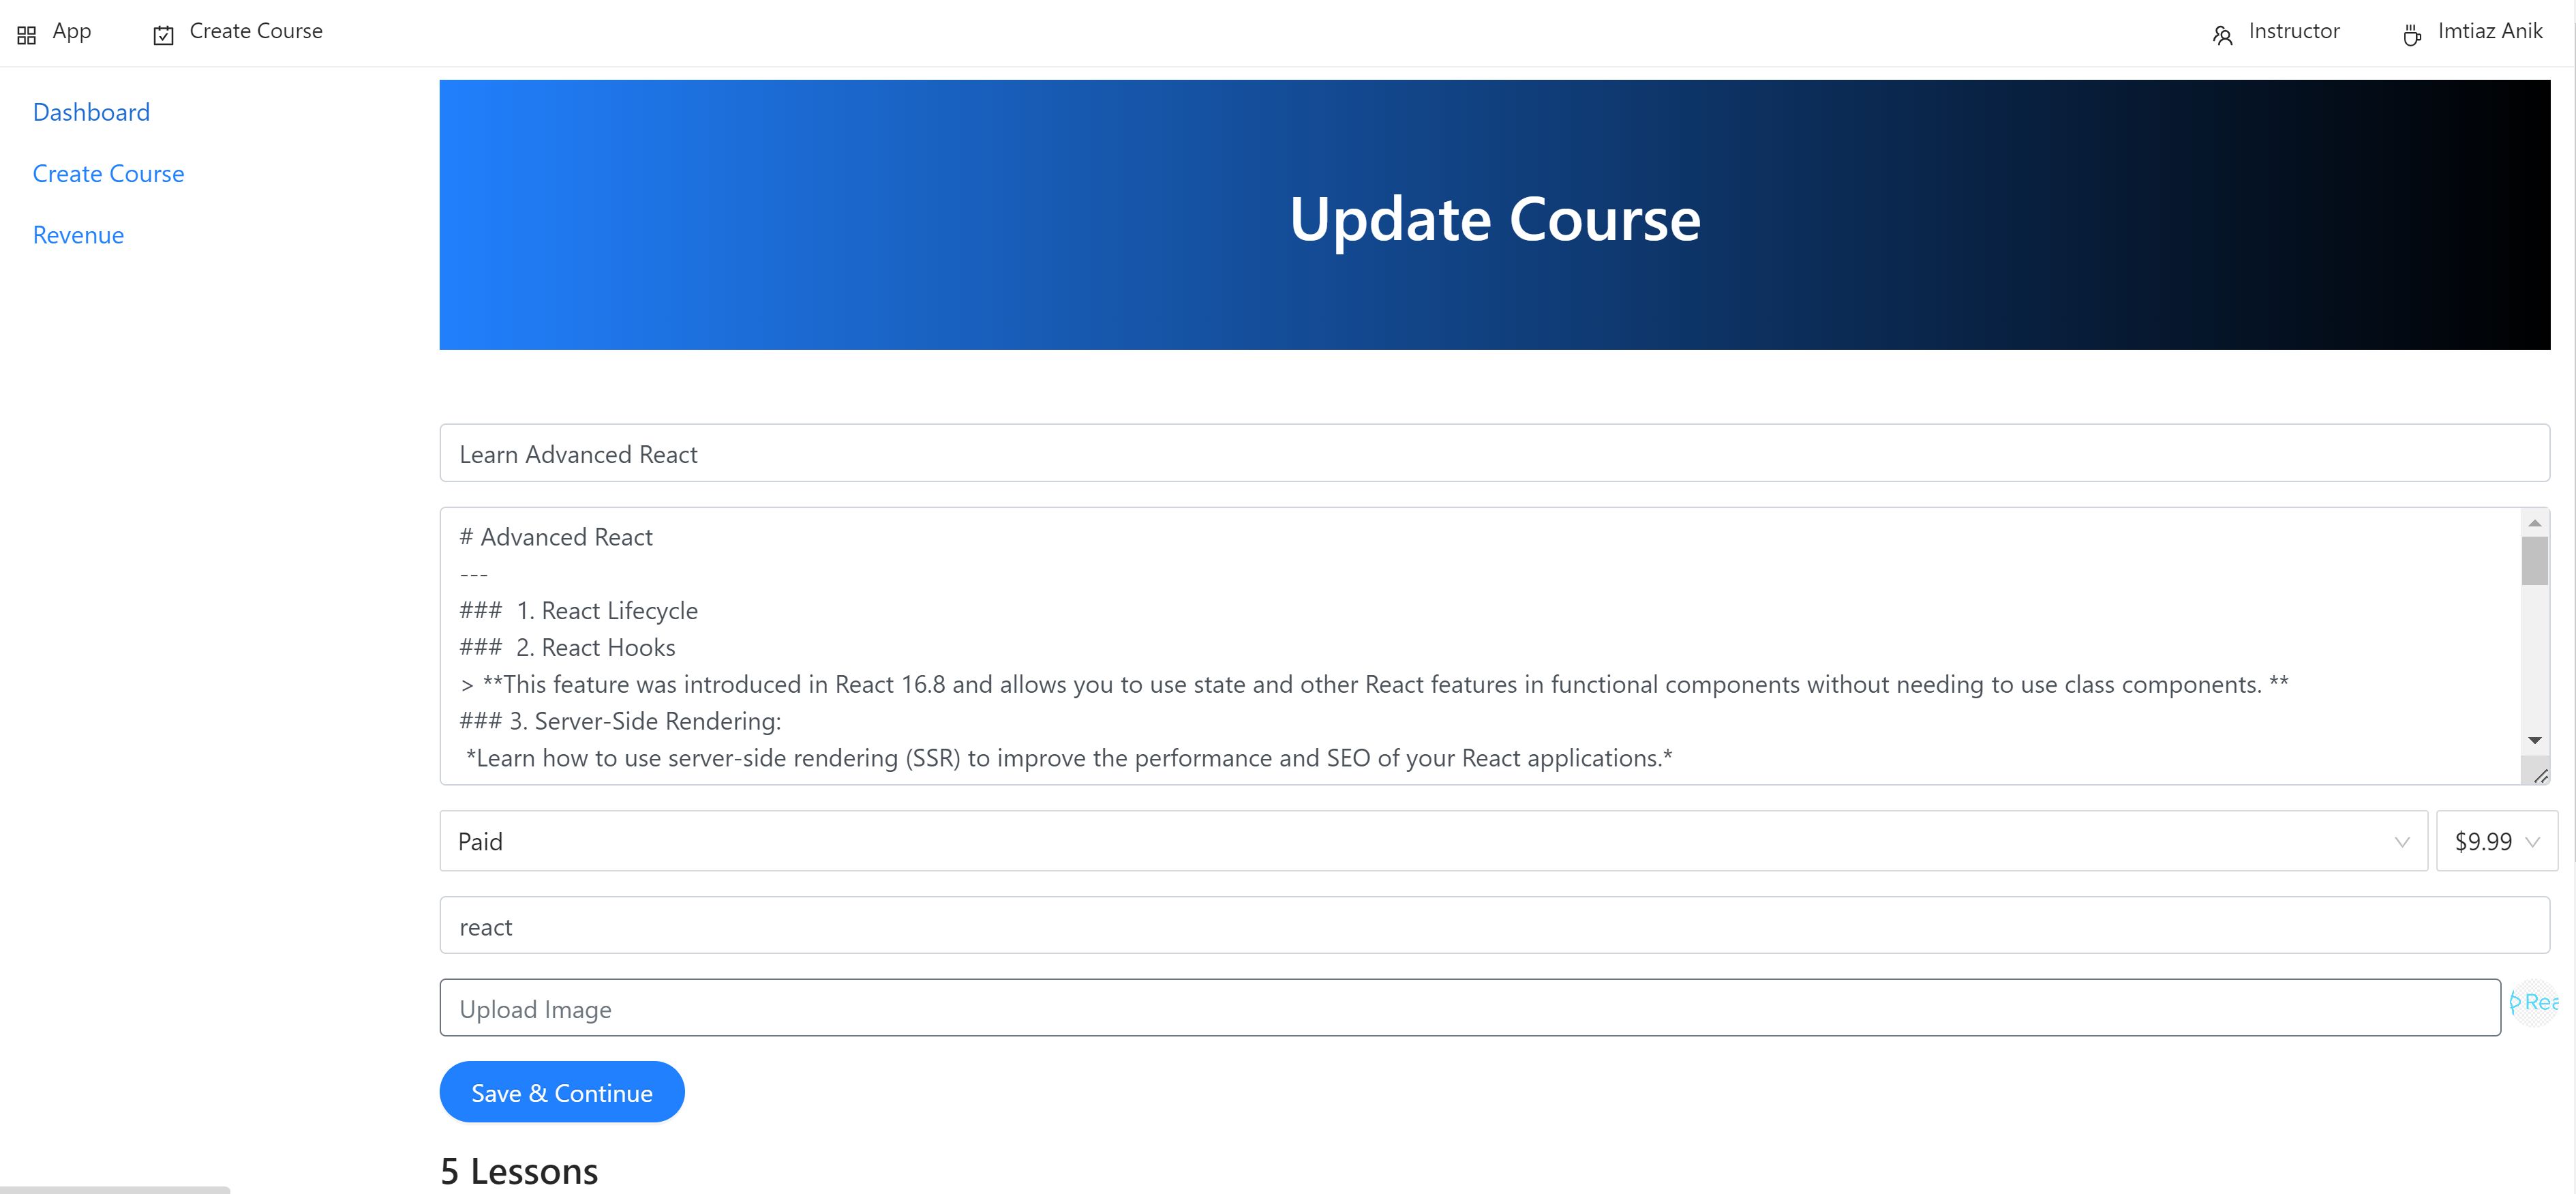 App
Create Course
Instructor
Imtiaz Anik
Dashboard
Create Course
Revenue
Update Course
Learn Advanced React
# Advanced React
---
###  1. React Lifecycle
###  2. React Hooks
> **This feature was introduced in React 16.8 and allows you to use state and other React features in functional components without needing to use class components. **
### 3. Server-Side Rendering:
*Learn how to use server-side rendering (SSR) to improve the performance and SEO of your React applications.*
Paid
$9.99
react
Upload Image
Rea
Save & Continue
5 Lessons